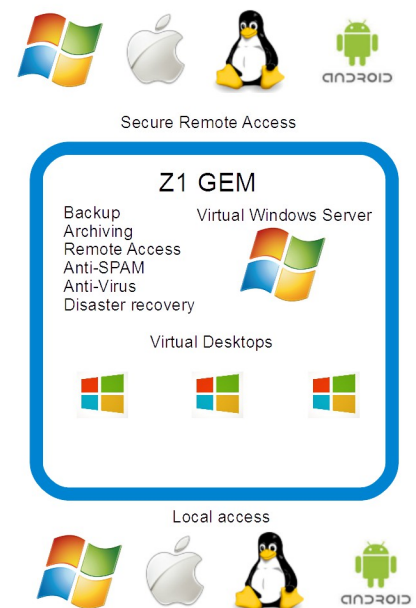 ANDROID
Secure Remote Access
Z1 GEM
Backup
Archiving
Remote Access
Anti-SPAM
Anti-Virus
Disaster recovery
Virtual Windows Server
Virtual Desktops
Local access
ANDROID